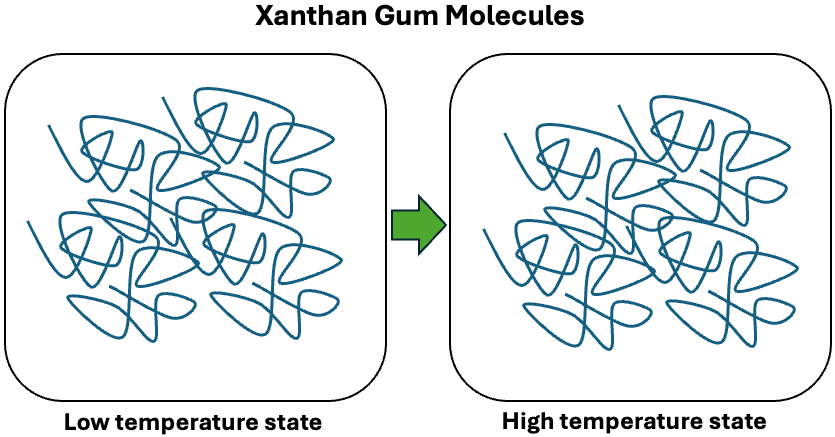 Xanthan Gum Molecules
Low temperature state
High temperature state